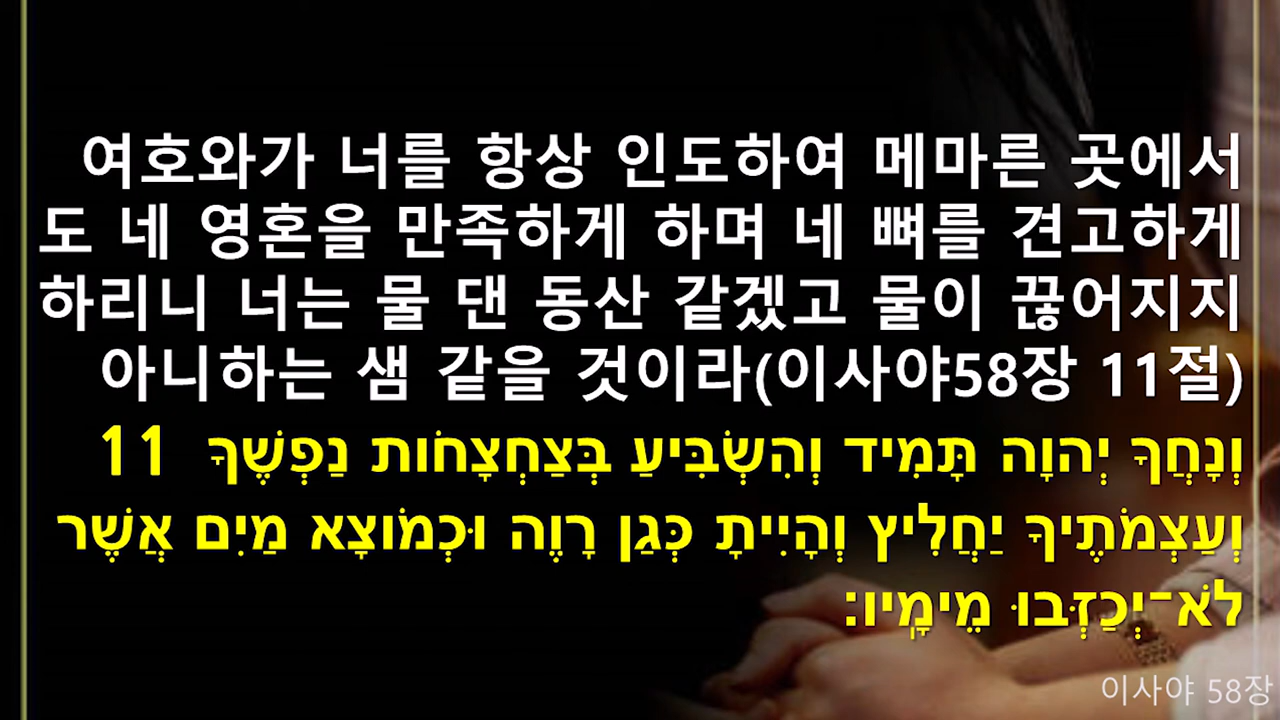 여호와가 너를 항상 인도하여 메마른 곳에서
도 네 영혼을 만족하게 하며 네 뼈를 견고하게
하리니 너는 물 댄 동산 같겠고 물이 끊어지지
아니하는 샘 같을 것이라(이사야58장 11절)
וְנָחֲךָ יְהוָה תָּמִיד וְהִשְׂבִּיעַ בְּצַחְצָחֹות נַפְשֶׁךָ 11
וְעַצְמֹתֶיךָ יַחֲלִיץ וְהָיִיתָ כְּגַן רָוֶה וּכְמֹוצָא מַיִם אֲשֶׁר
לֹא־יְכַזְּבוּ מֵימָיו׃
이사야 58장